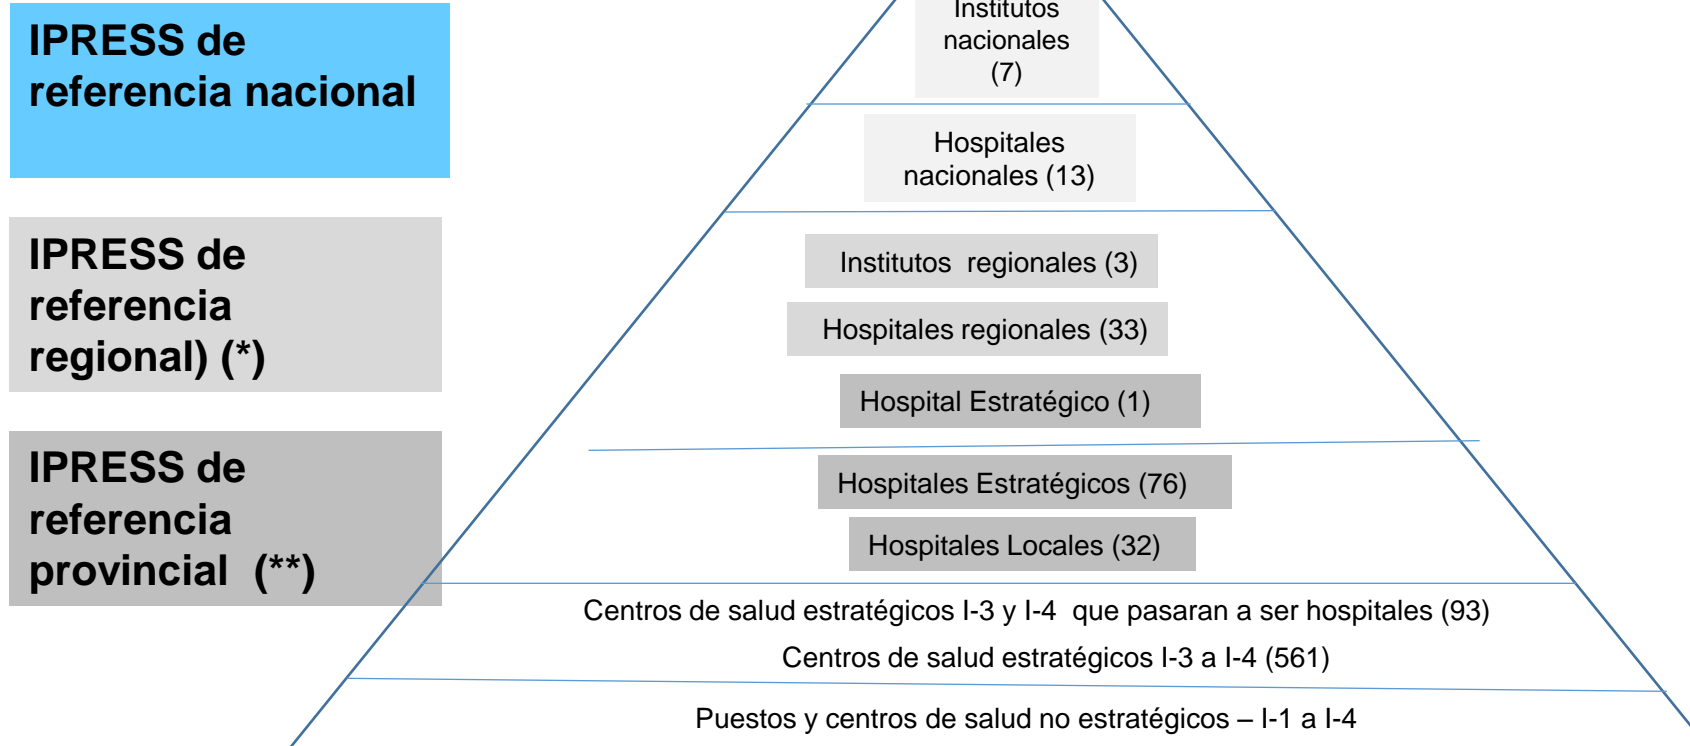 IPRESS de
referencia nacional
IPRESS de
referencia
regional) (*)
IPRESS de
referencia
provincial (**)
Institutos
nacionales
(7)
Hospitales
nacionales (13)
Institutos regionales (3)
Hospitales regionales (33)
Hospital Estratégico (1)
Hospitales Estratégicos (76)
Hospitales Locales (32)
Centros de salud estratégicos I-3 y I-4 que pasaran a ser hospitales (93)
Centros de salud estratégicos I-3 a I-4 (561)
Puestos y centros de salud no estratégicos – I-1 a I-4